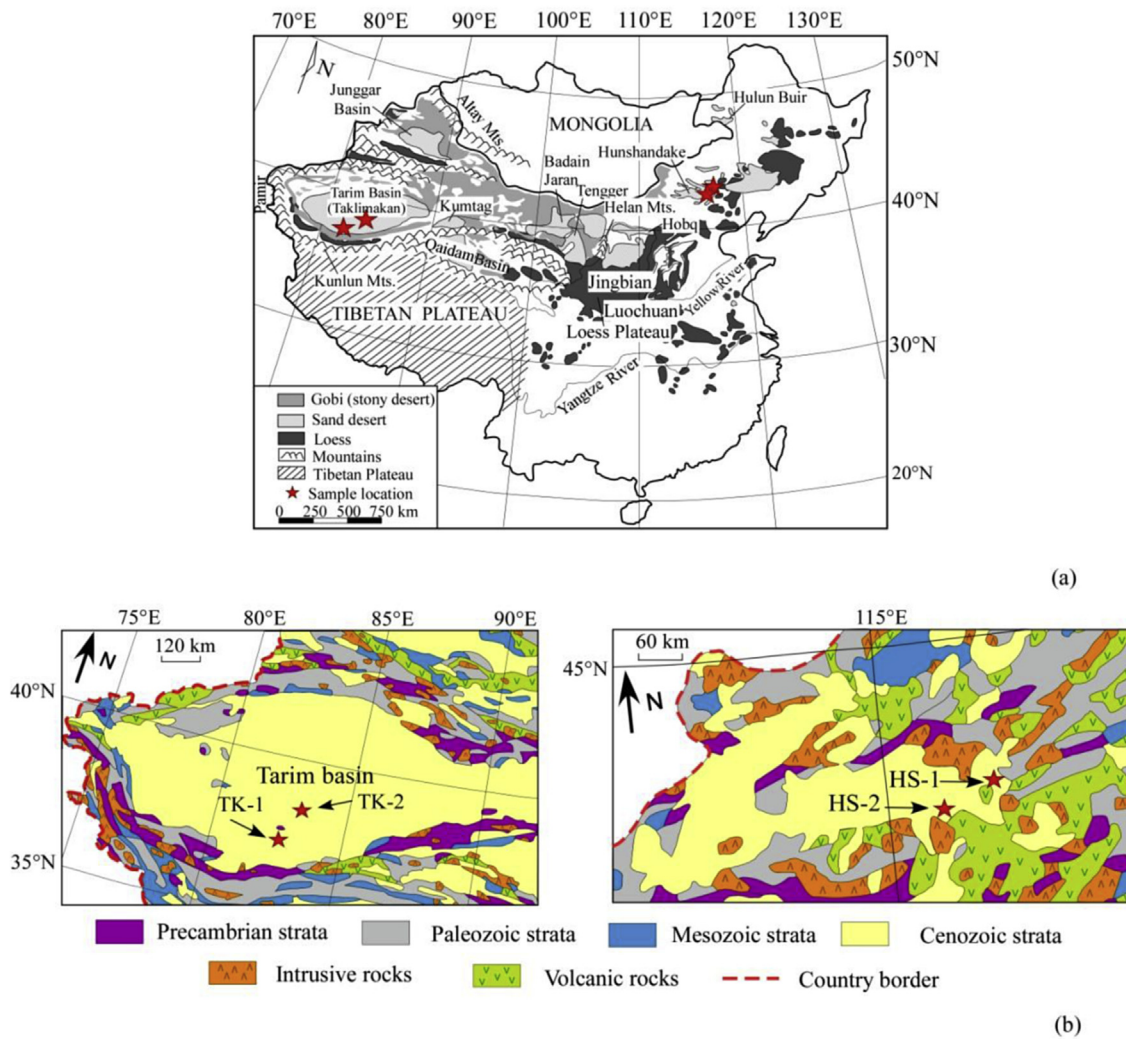 70°E 80°E 90°E 100°E 110°E 120°E 130°E
50°N
40°N
30°N
20°N
N
Junggar
Basin
Altay Mts.
MONGOLIA
Hulun Buir
Hunshandake
Badain
Jaran
Tengger
Helan Mts.
Hobq
Pamir
Tarim Basin
(Taklimakan)
Kumtag
QaidamBasin
Kunlun Mts.
TIBETAN PLATEAU
Jingbian
Luochuan
Loess Plateau
Yellow River
Yangtze River
Gobi (stony desert)
Sand desert
Loess
Mountains
Tibetan Plateau
Sample location
0 250 500 750 km
(a)
75°E 80°E 85°E 90°E
40°N
35°N
N
120 km
Tarim basin
TK-1
TK-2
115°E
45°N
60 km
N
HS-1
HS-2
Precambrian strata
Paleozoic strata
Mesozoic strata
Cenozoic strata
Intrusive rocks
Volcanic rocks
Country border
(b)